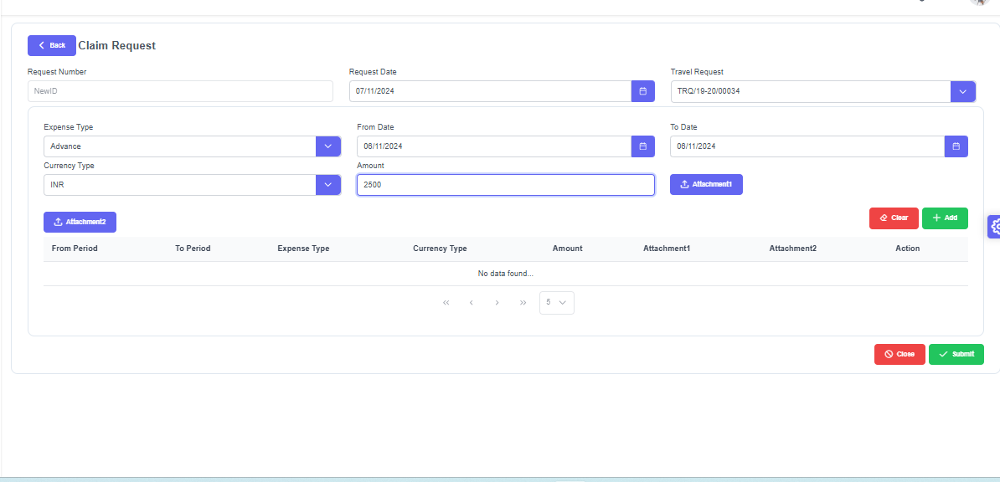 Back Claim Request
Request Number Request Date Travel Request
NewID 07/11/2024 TRQ/19-20/00034
Expense Type From Date To Date
Advance 06/11/2024 06/11/2024
Currency Type Amount
INR 2500 Attachment1
Attachment2 Clear Add
From Period To Period Expense Type Currency Type Amount Attachment1 Attachment2 Action
No data found...
5
Close Submit